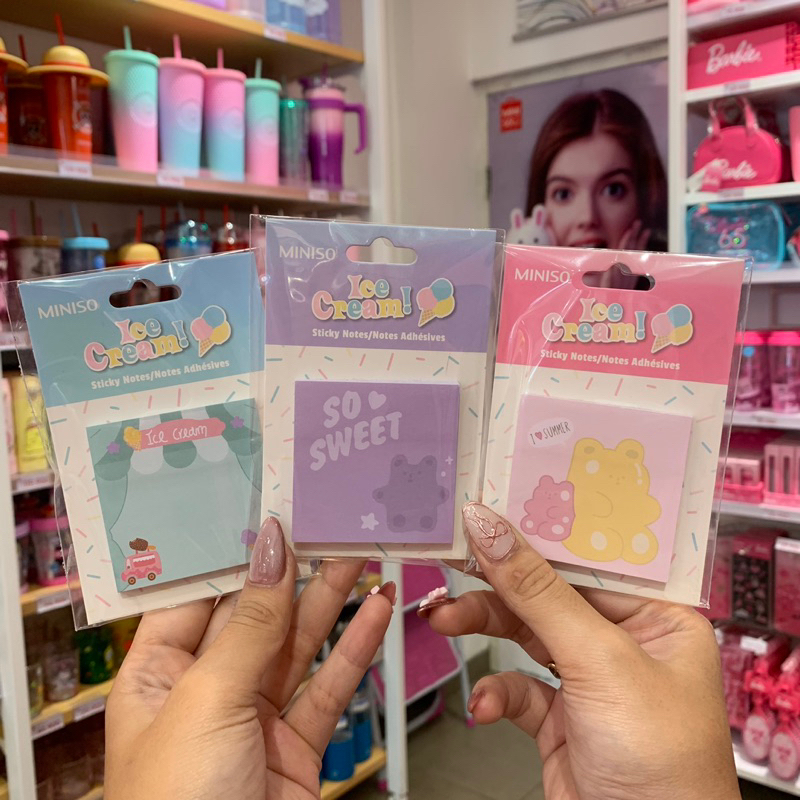 MINISO
Ice
Cream!
Sticky Notes/Notes Adhésives
Ice Cream
MINISO
Ice
Cream!
Sticky Notes/Notes Adhésives
SO
SWEET
MINISO
Ice
Cream!
Sticky Notes/Notes Adhésives
I ♥ SUMMER
Barbie
Barbie